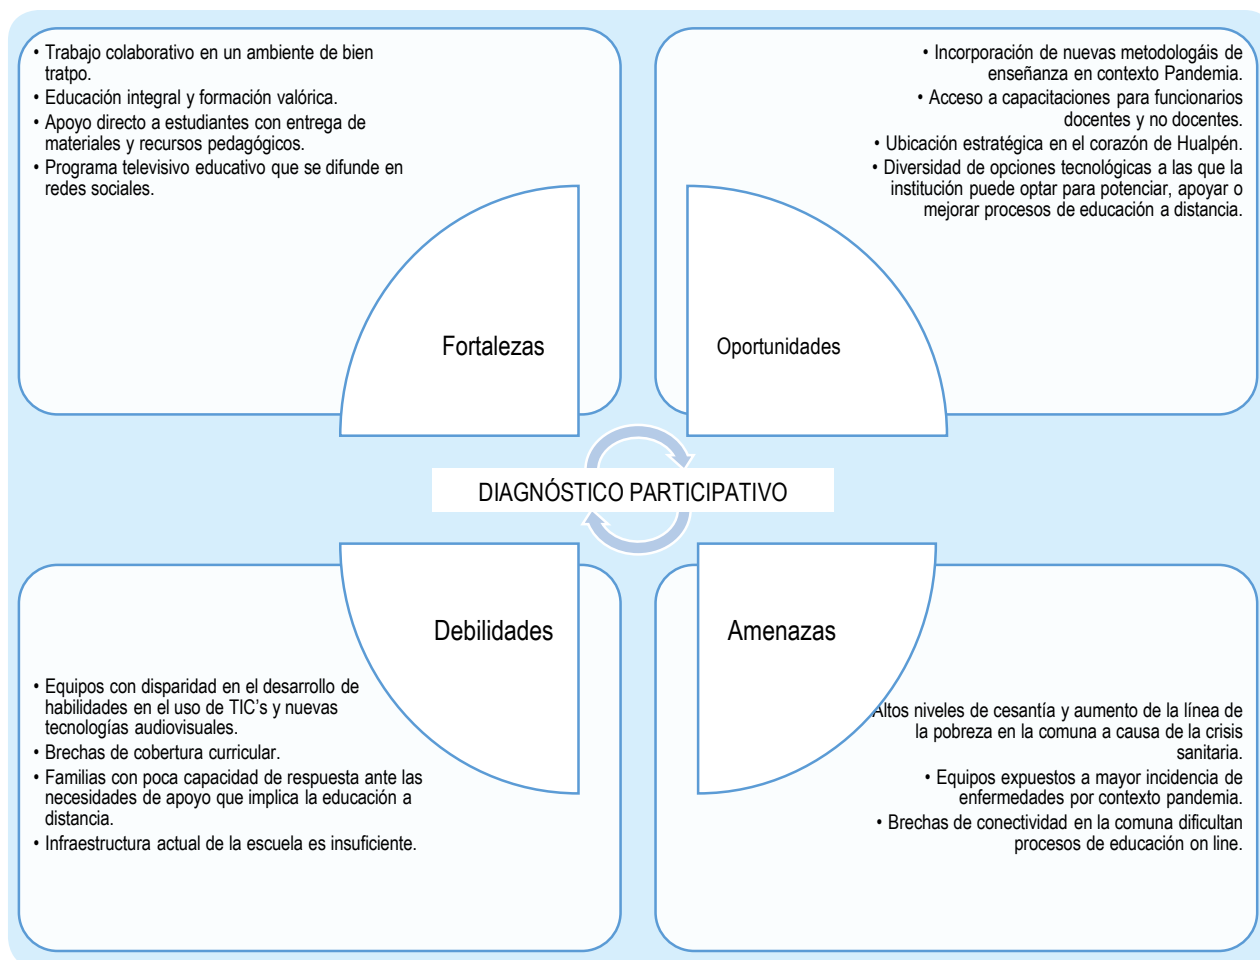 • Trabajo colaborativo en un ambiente de bien
tratpo.
• Educación integral y formación valórica.
• Apoyo directo a estudiantes con entrega de
materiales y recursos pedagógicos.
• Programa televisivo educativo que se difunde en
redes sociales.
Fortalezas
• Incorporación de nuevas metodologáis de
enseñanza en contexto Pandemia.
• Acceso a capacitaciones para funcionarios
docentes y no docentes.
• Ubicación estratégica en el corazón de Hualpén.
• Diversidad de opciones tecnológicas a las que la
institución puede optar para potenciar, apoyar o
mejorar procesos de educación a distancia.
Oportunidades
DIAGNÓSTICO PARTICIPATIVO
Debilidades
• Equipos con disparidad en el desarrollo de
habilidades en el uso de TIC's y nuevas
tecnologías audiovisuales.
• Brechas de cobertura curricular.
• Familias con poca capacidad de respuesta ante las
necesidades de apoyo que implica la educación a
distancia.
• Infraestructura actual de la escuela es insuficiente.
Amenazas
Altos niveles de cesantía y aumento de la línea de
la pobreza en la comuna a causa de la crisis
sanitaria.
• Equipos expuestos a mayor incidencia de
enfermedades por contexto pandemia.
• Brechas de conectividad en la comuna dificultan
procesos de educación on line.